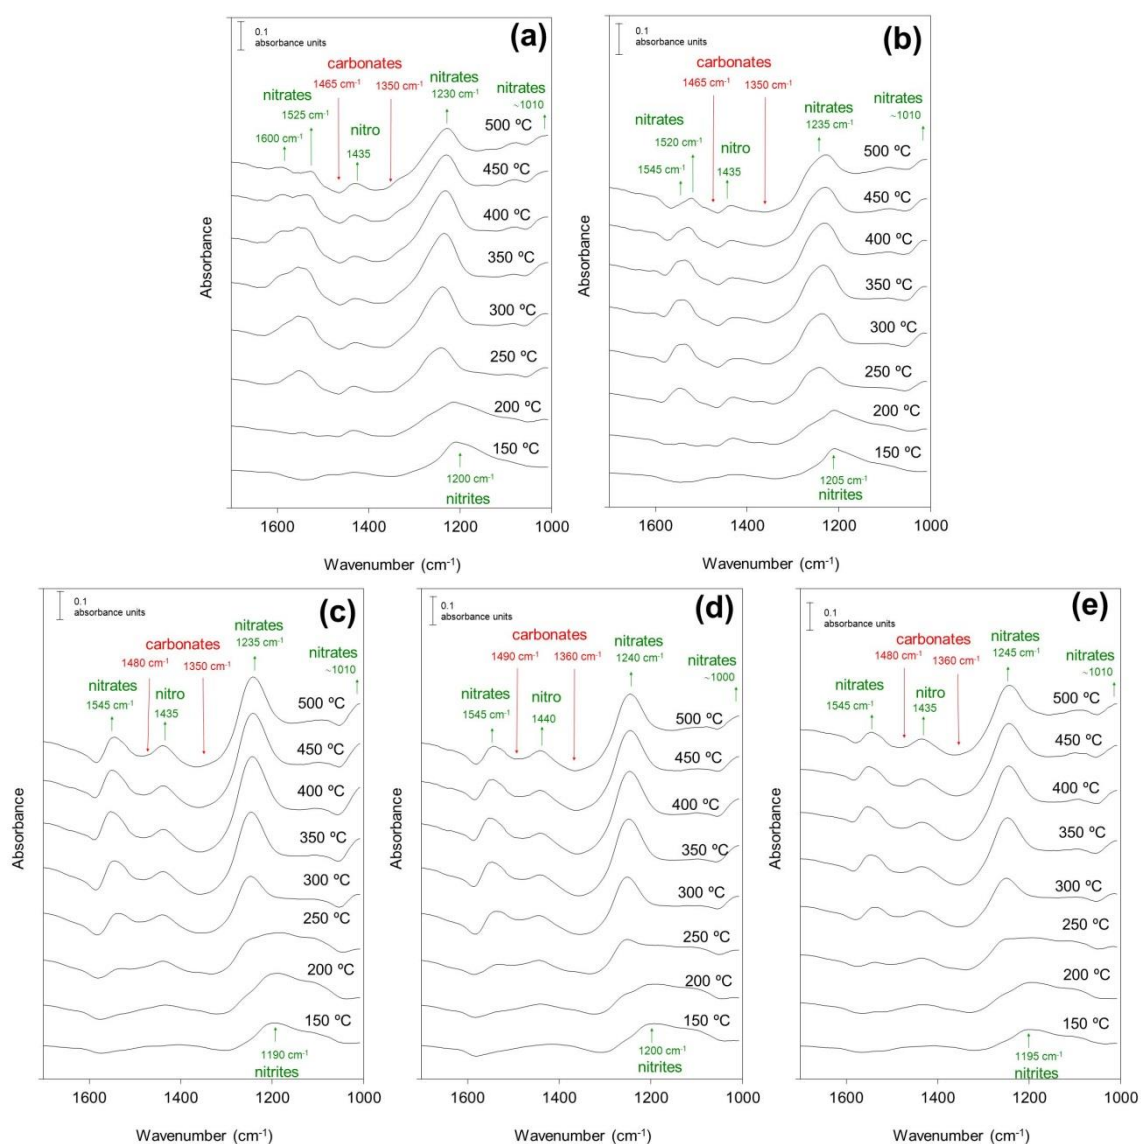 0.1
absorbance units
(a)
carbonates
1465 cm-1
1350 cm-1
nitrates
1230 cm-1
nitrates
~1010
nitrates
1525 cm-1
1600 cm-1
nitro
1435
500 ºC
450 ºC
400 ºC
350 ºC
300 ºC
250 ºC
200 ºC
150 ºC
1200 cm-1
nitrites
Absorbance
1600
1400
1200
1000
Wavenumber (cm-1)
0.1
absorbance units
(b)
carbonates
1465 cm-1
1350 cm-1
nitrates
1235 cm-1
nitrates
~1010
nitrates
1520 cm-1
1545 cm-1
nitro
1435
500 ºC
450 ºC
400 ºC
350 ºC
300 ºC
250 ºC
200 ºC
150 ºC
1205 cm-1
nitrites
Absorbance
1600
1400
1200
1000
Wavenumber (cm-1)
0.1
absorbance units
(c)
nitrates
1235 cm-1
carbonates
1480 cm-1
1350 cm-1
nitrates
~1010
nitrates
1545 cm-1
nitro
1435
500 ºC
450 ºC
400 ºC
350 ºC
300 ºC
250 ºC
200 ºC
150 ºC
1190 cm-1
nitrites
Absorbance
1600
1400
1200
1000
Wavenumber (cm-1)
0.1
absorbance units
(d)
carbonates
1490 cm-1
1360 cm-1
nitrates
1240 cm-1
nitrates
~1000
nitrates
1545 cm-1
nitro
1440
500 ºC
450 ºC
400 ºC
350 ºC
300 ºC
250 ºC
200 ºC
150 ºC
1200 cm-1
nitrites
Absorbance
1600
1400
1200
1000
Wavenumber (cm-1)
0.1
absorbance units
(e)
carbonates
1480 cm-1
1360 cm-1
nitrates
1245 cm-1
nitrates
~1010
nitrates
1545 cm-1
nitro
1435
500 ºC
450 ºC
400 ºC
350 ºC
300 ºC
250 ºC
200 ºC
150 ºC
1195 cm-1
nitrites
Absorbance
1600
1400
1200
1000
Wavenumber (cm-1)